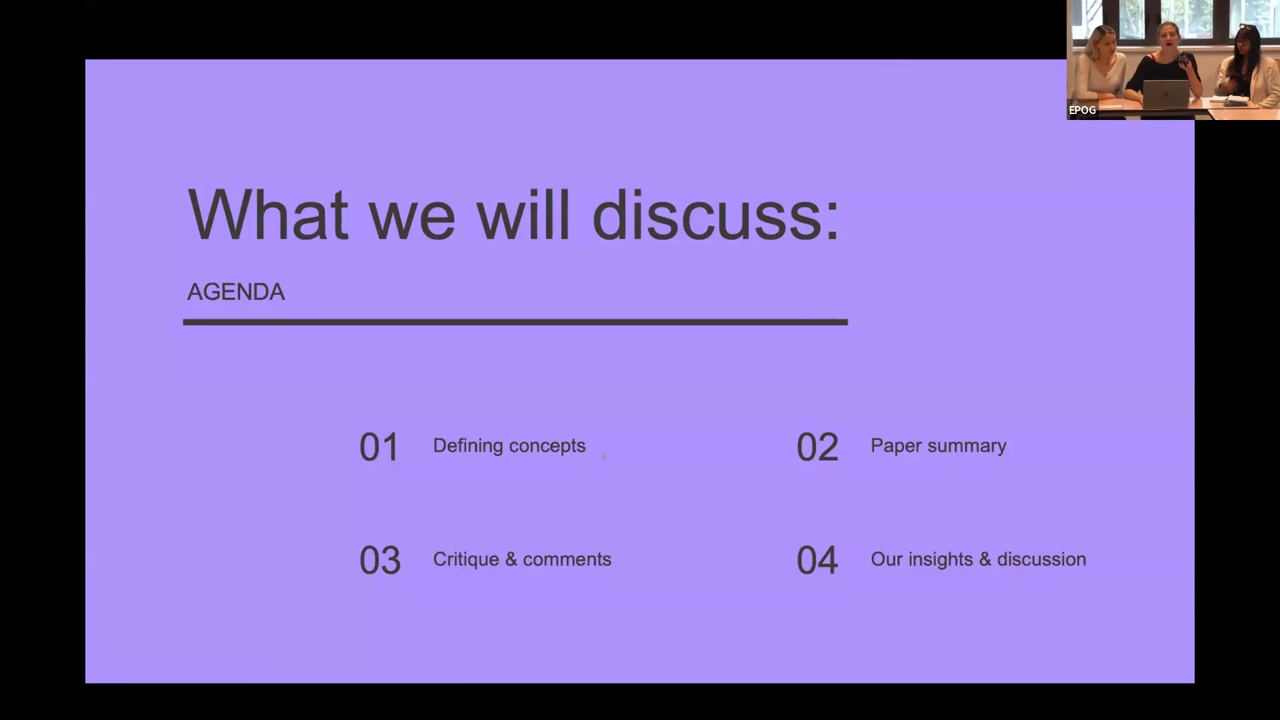 EPOG
What we will discuss:
AGENDA
01 Defining concepts
02 Paper summary
03 Critique & comments
04 Our insights & discussion